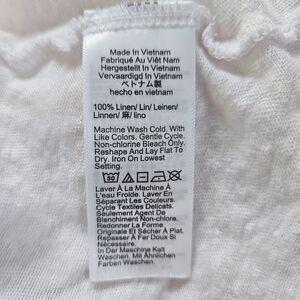 Made In Vietnam
Fabriqué Au Viêt Nam
Hergestellt In Vietnam
Vervaardigd In Vietnam
ベトナム製
hecho en vietnam
100% Linen/ Lin/ Leinen/
Linnen/ 麻/ lino
Machine Wash Cold. With
Like Colors. Gentle Cycle.
Non-chlorine Bleach Only.
Reshape And Lay Flat To
Dry. Iron On Lowest
Setting.
30
Laver À La Machine À
L'eau Froide. Laver En
Séparant Les Couleurs.
Cycle Textiles Delicats.
Seulement Agent De
Blanchiment Non-chloren.
Redonner La Forme
Originale Et Sécher À Plat.
Repasser À Fer Doux Si
Nécessaire.
In Der Maschine Kalt
Waschen. Mit Ähnlichen
Farben Waschen.